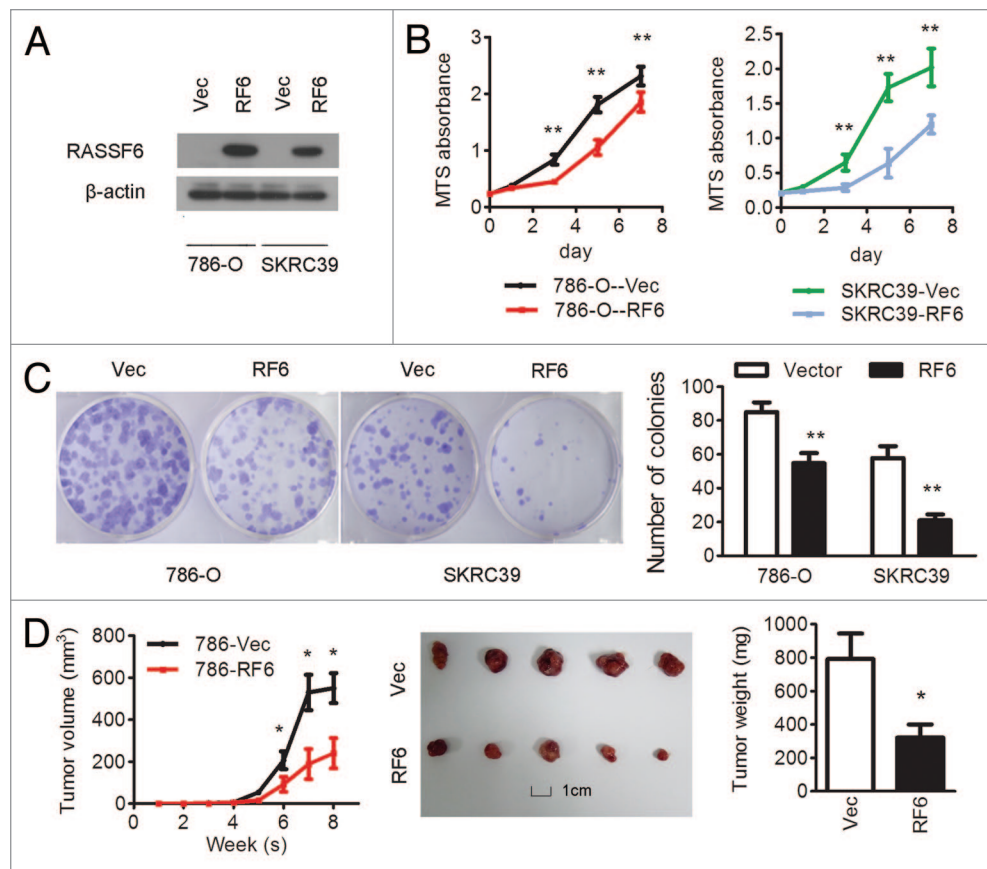 A
Vec RF6 Vec RF6
RASSF6
β-actin
786-O SKRC39
B
3
2
1
0
MTS absorbance
** ** **
0 2 4 6 8
day
786-O--Vec
786-O--RF6
2.5
2.0
1.5
1.0
0.5
0.0
MTS absorbance
** ** **
0 2 4 6 8
day
SKRC39-Vec
SKRC39-RF6
C
Vec RF6 Vec RF6
786-O SKRC39
Vector RF6
100
80
60
40
20
0
Number of colonies
** **
786-O SKRC39
D
786-Vec
786-RF6
800
600
400
200
0
Tumor volume (mm³)
* * *
0 2 4 6 8
Week (s)
Vec
RF6
1cm
1000
800
600
400
200
0
Tumor weight (mg)
*
Vec RF6